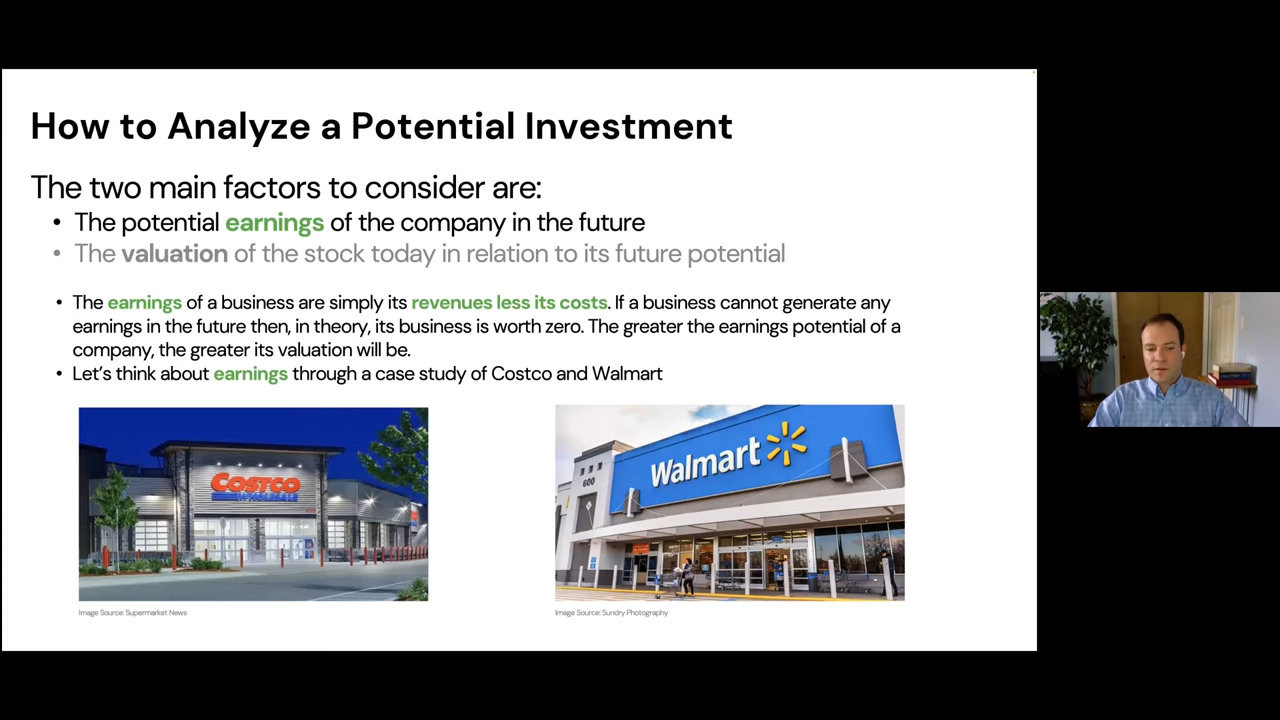 How to Analyze a Potential Investment
The two main factors to consider are:
• The potential earnings of the company in the future
• The valuation of the stock today in relation to its future potential
• The earnings of a business are simply its revenues less its costs. If a business cannot generate any
earnings in the future then, in theory, its business is worth zero. The greater the earnings potential of a
company, the greater its valuation will be.
• Let's think about earnings through a case study of Costco and Walmart
COSTCO
WHOLESALE
Walmart
600
Image Source: Supermarket News
Image Source: Sundry Photography